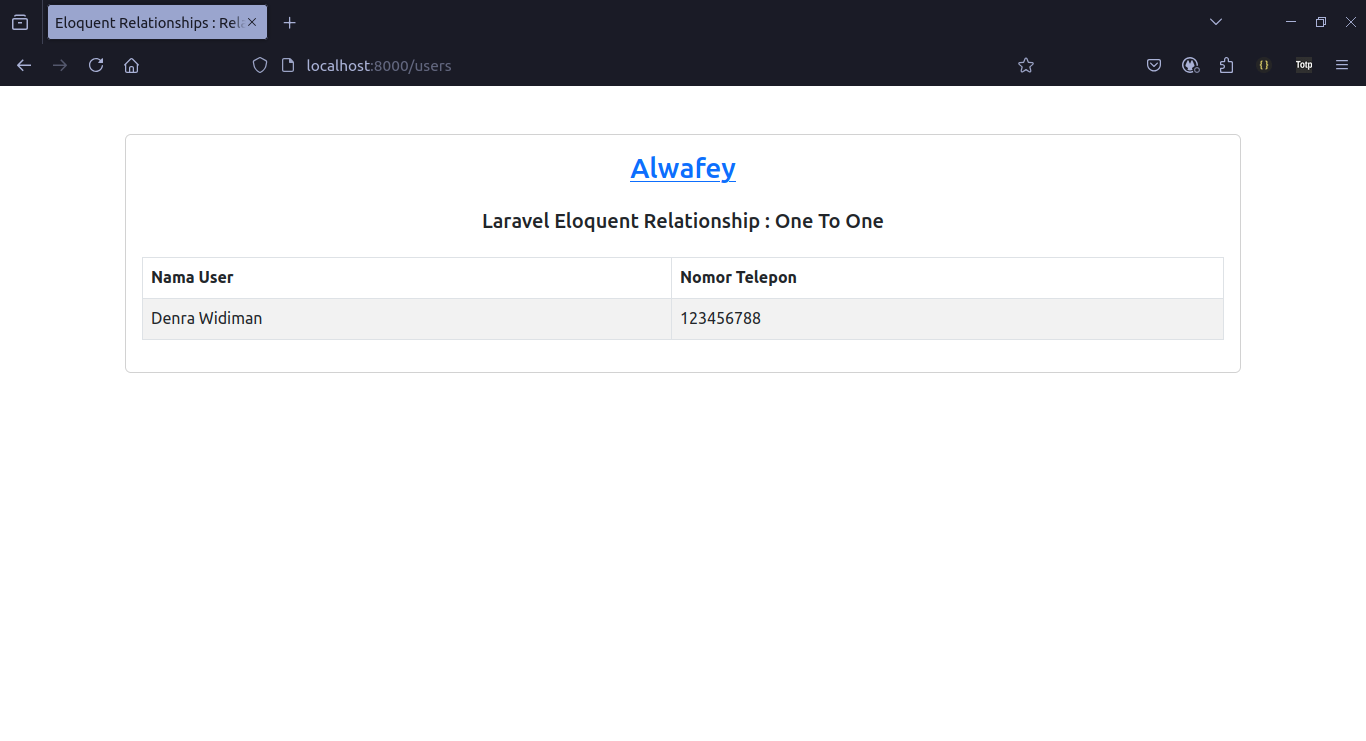 Eloquent Relationships : Rel
localhost:8000/users
{}
Totp
Alwafey
Laravel Eloquent Relationship : One To One
Nama User Nomor Telepon
Denra Widiman 123456788